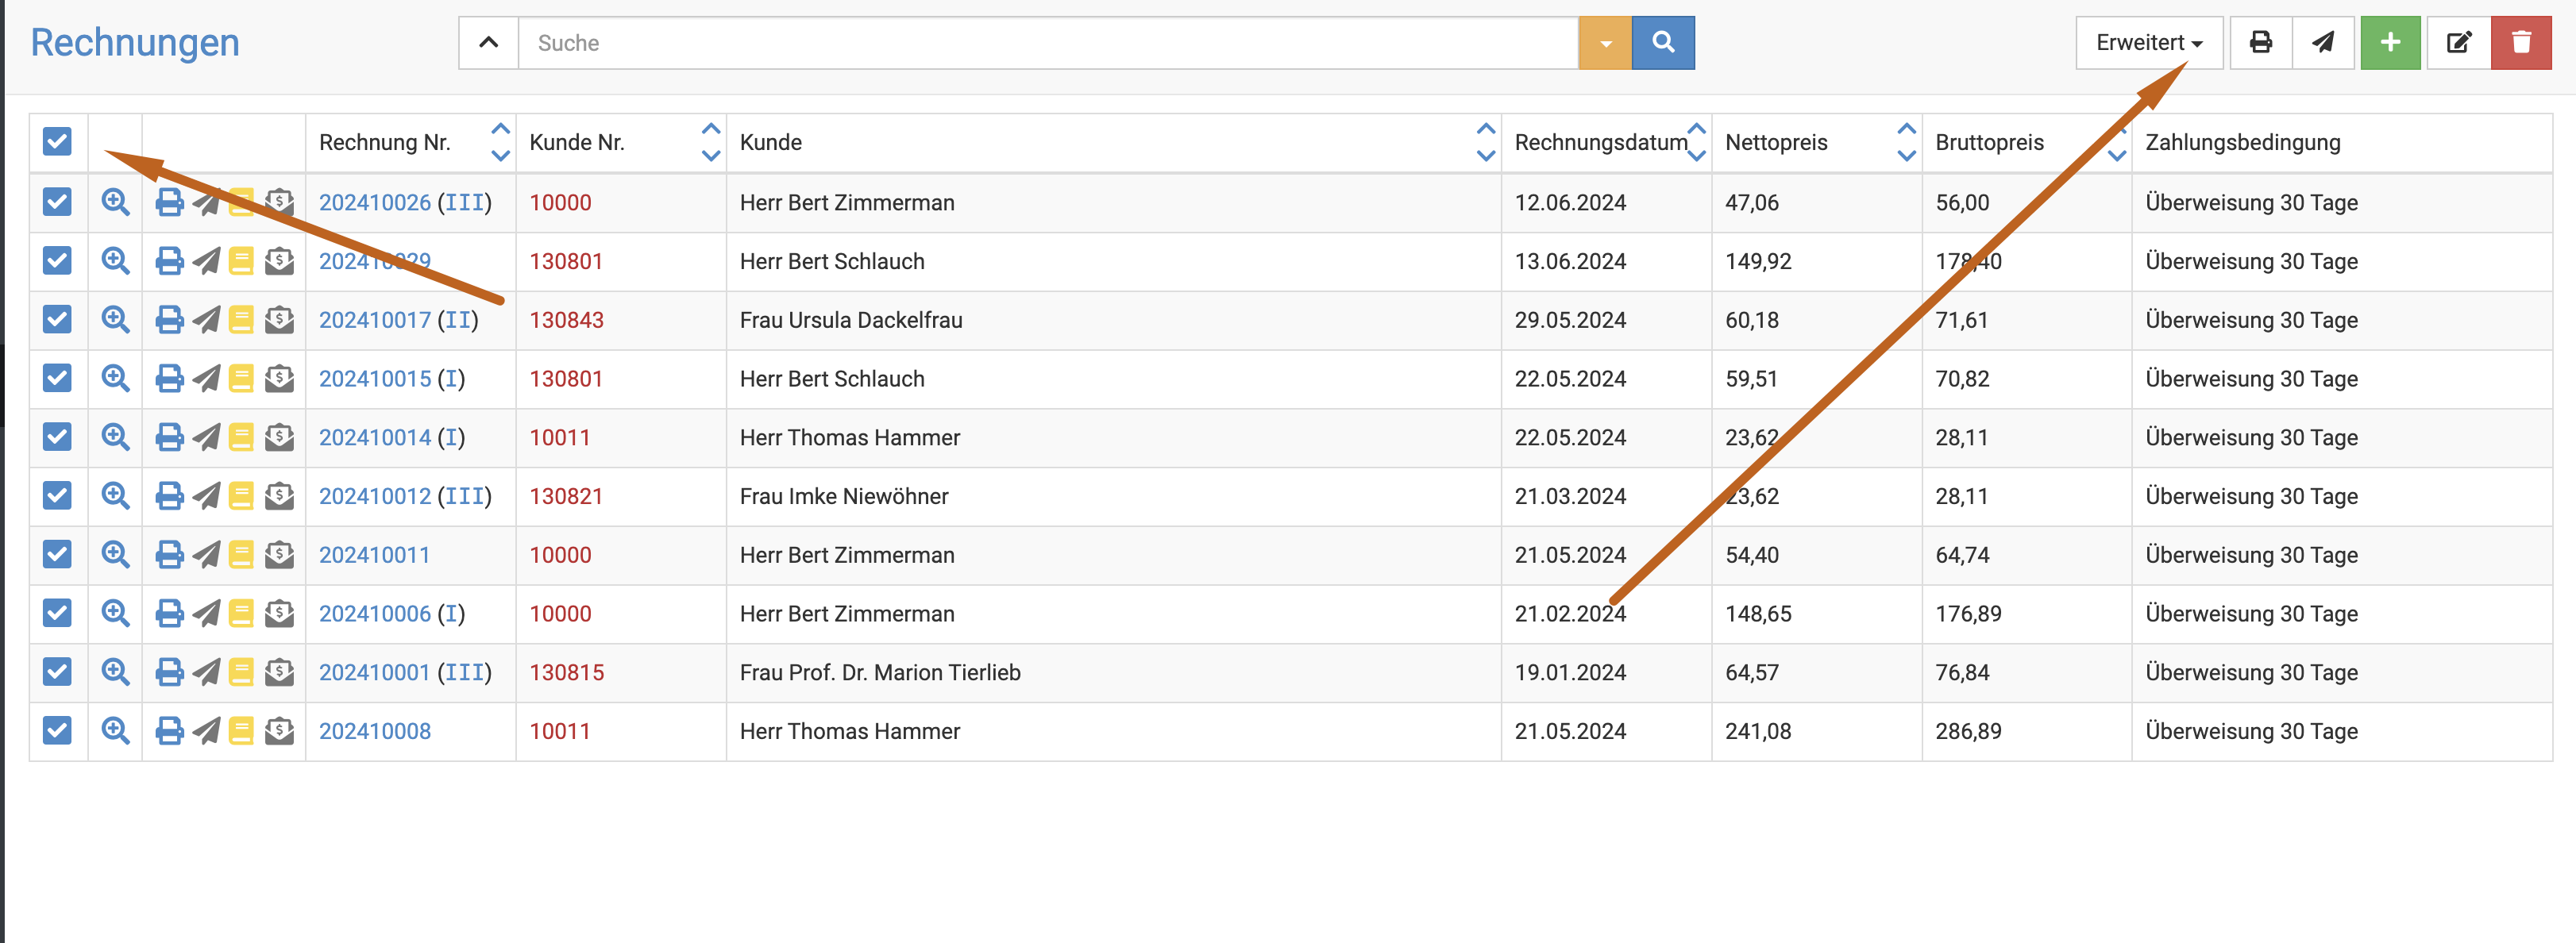 Rechnungen Suche Erweitert
Rechnung Nr. Kunde Nr. Kunde Rechnungsdatum Nettopreis Bruttopreis Zahlungsbedingung
202410026 (III) 10000 Herr Bert Zimmerman 12.06.2024 47,06 56,00 Überweisung 30 Tage
202410029 130801 Herr Bert Schlauch 13.06.2024 149,92 178,40 Überweisung 30 Tage
202410017 (II) 130843 Frau Ursula Dackelfrau 29.05.2024 60,18 71,61 Überweisung 30 Tage
202410015 (I) 130801 Herr Bert Schlauch 22.05.2024 59,51 70,82 Überweisung 30 Tage
202410014 (I) 10011 Herr Thomas Hammer 22.05.2024 23,62 28,11 Überweisung 30 Tage
202410012 (III) 130821 Frau Imke Niewöhner 21.03.2024 23,62 28,11 Überweisung 30 Tage
202410011 10000 Herr Bert Zimmerman 21.05.2024 54,40 64,74 Überweisung 30 Tage
202410006 (I) 10000 Herr Bert Zimmerman 21.02.2024 148,65 176,89 Überweisung 30 Tage
202410001 (III) 130815 Frau Prof. Dr. Marion Tierlieb 19.01.2024 64,57 76,84 Überweisung 30 Tage
202410008 10011 Herr Thomas Hammer 21.05.2024 241,08 286,89 Überweisung 30 Tage